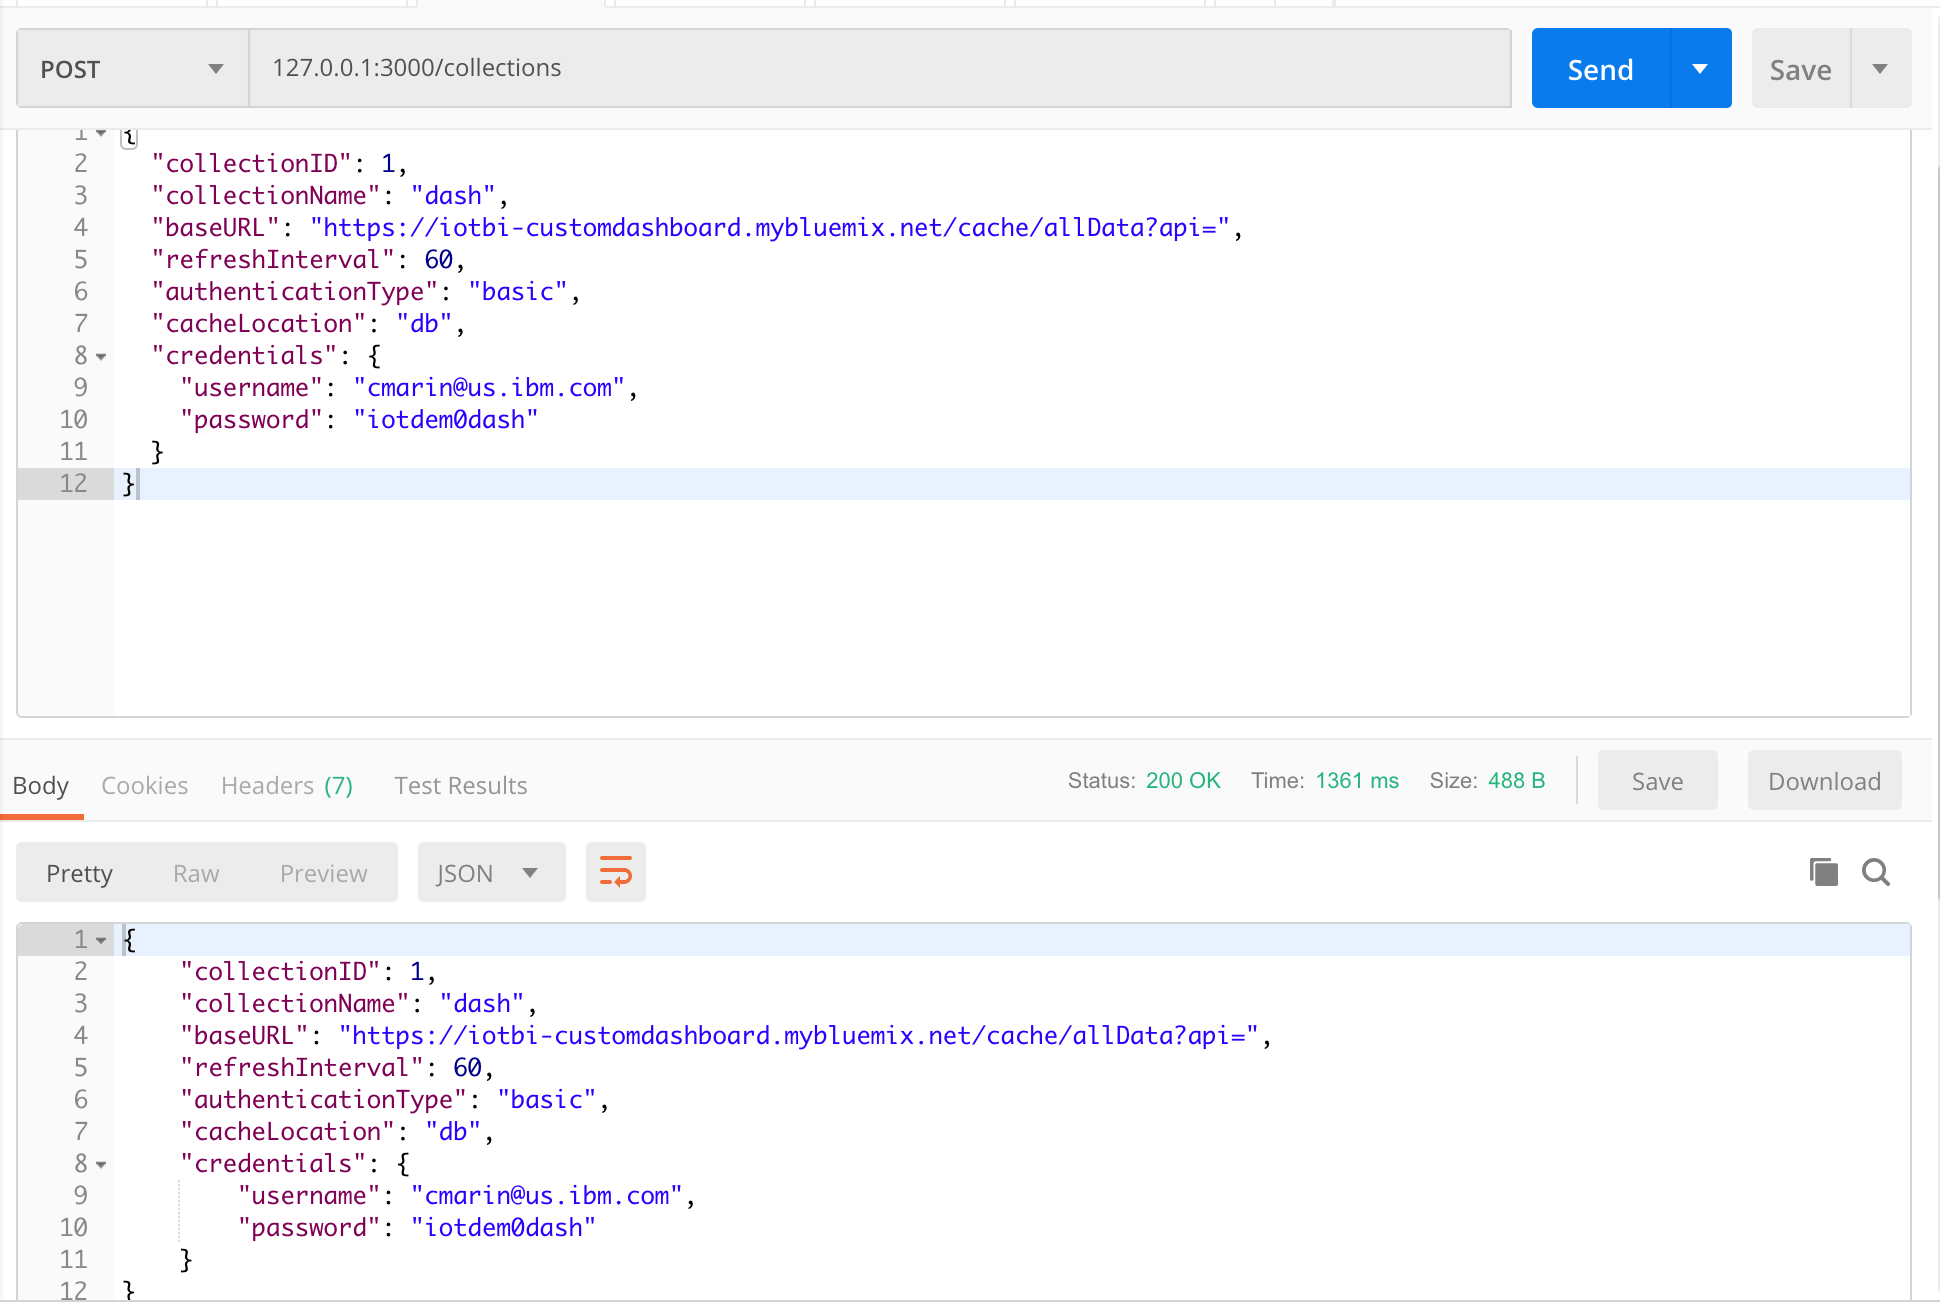 POST 127.0.0.1:3000/collections Send Save
1 {
2 "collectionID": 1,
3 "collectionName": "dash",
4 "baseURL": "https://iotbi-customdashboard.mybluemix.net/cache/allData?api=",
5 "refreshInterval": 60,
6 "authenticationType": "basic",
7 "cacheLocation": "db",
8 "credentials": {
9 "username": "cmarin@us.ibm.com",
10 "password": "iotdem0dash"
11 }
12 }
Body Cookies Headers (7) Test Results Status: 200 OK Time: 1361 ms Size: 488 B Save Download
Pretty Raw Preview JSON
1 {
2 "collectionID": 1,
3 "collectionName": "dash",
4 "baseURL": "https://iotbi-customdashboard.mybluemix.net/cache/allData?api=",
5 "refreshInterval": 60,
6 "authenticationType": "basic",
7 "cacheLocation": "db",
8 "credentials": {
9 "username": "cmarin@us.ibm.com",
10 "password": "iotdem0dash"
11 }
12 }